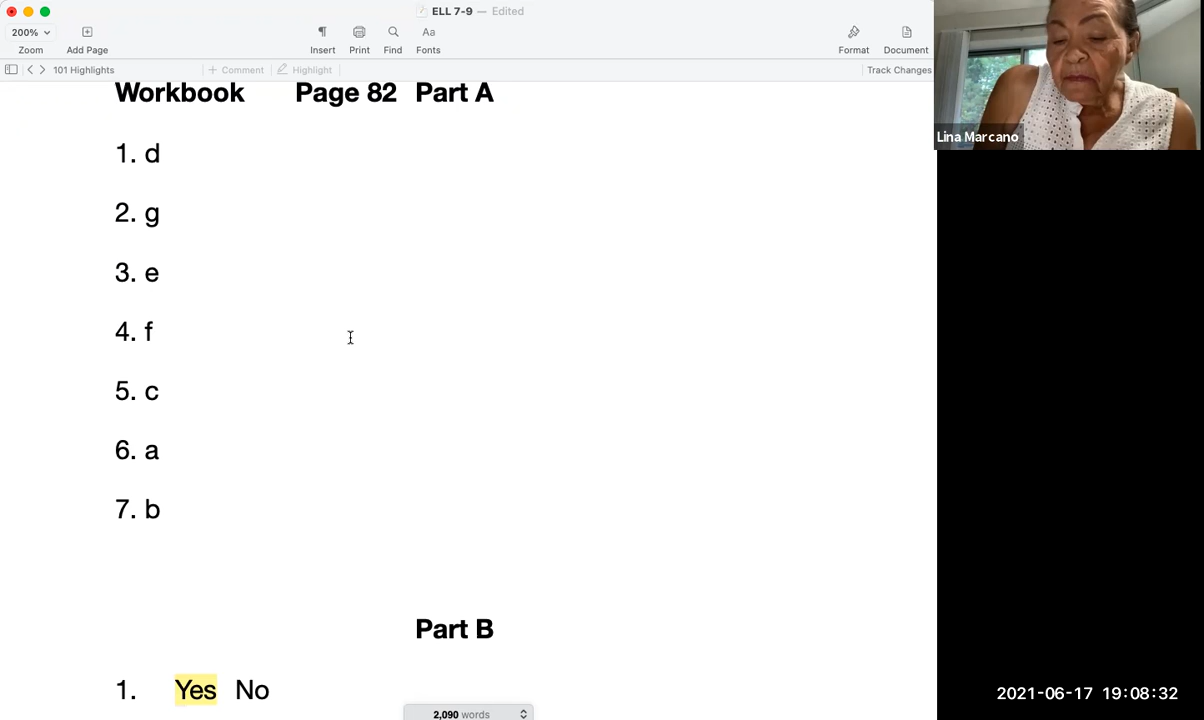 ELL 7-9 — Edited
200%
Zoom Add Page Insert Print Find Fonts Format Document
101 Highlights + Comment Highlight Track Changes
Workbook Page 82 Part A
1. d
2. g
3. e
4. f
5. c
6. a
7. b
Part B
1. Yes No
2,090 words
Lina Marcano
2021-06-17 19:08:32